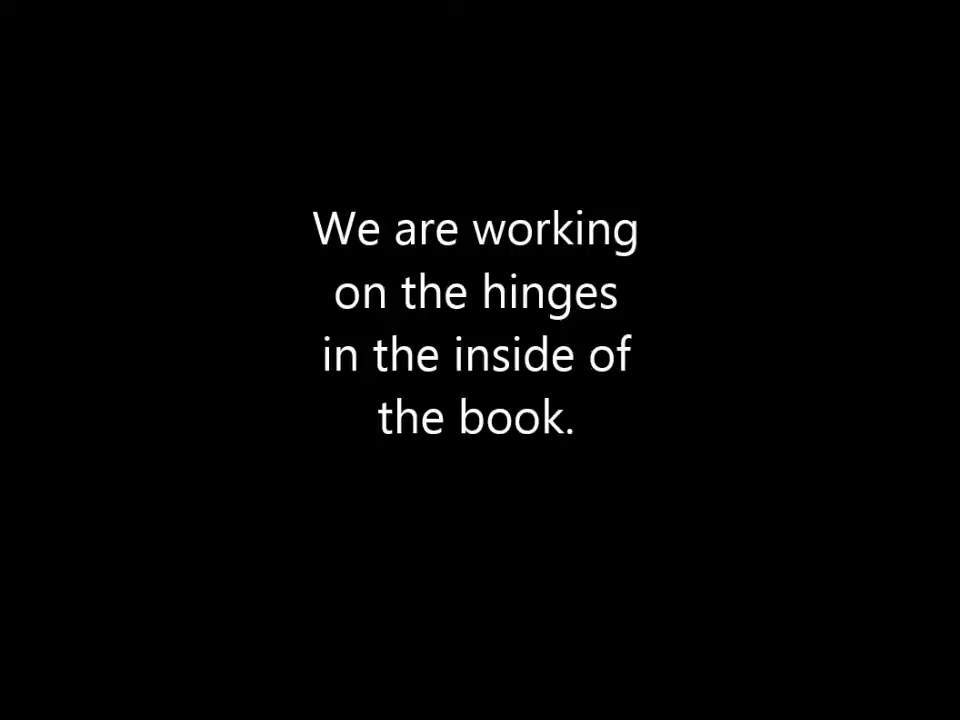 We are working
on the hinges
in the inside of
the book.